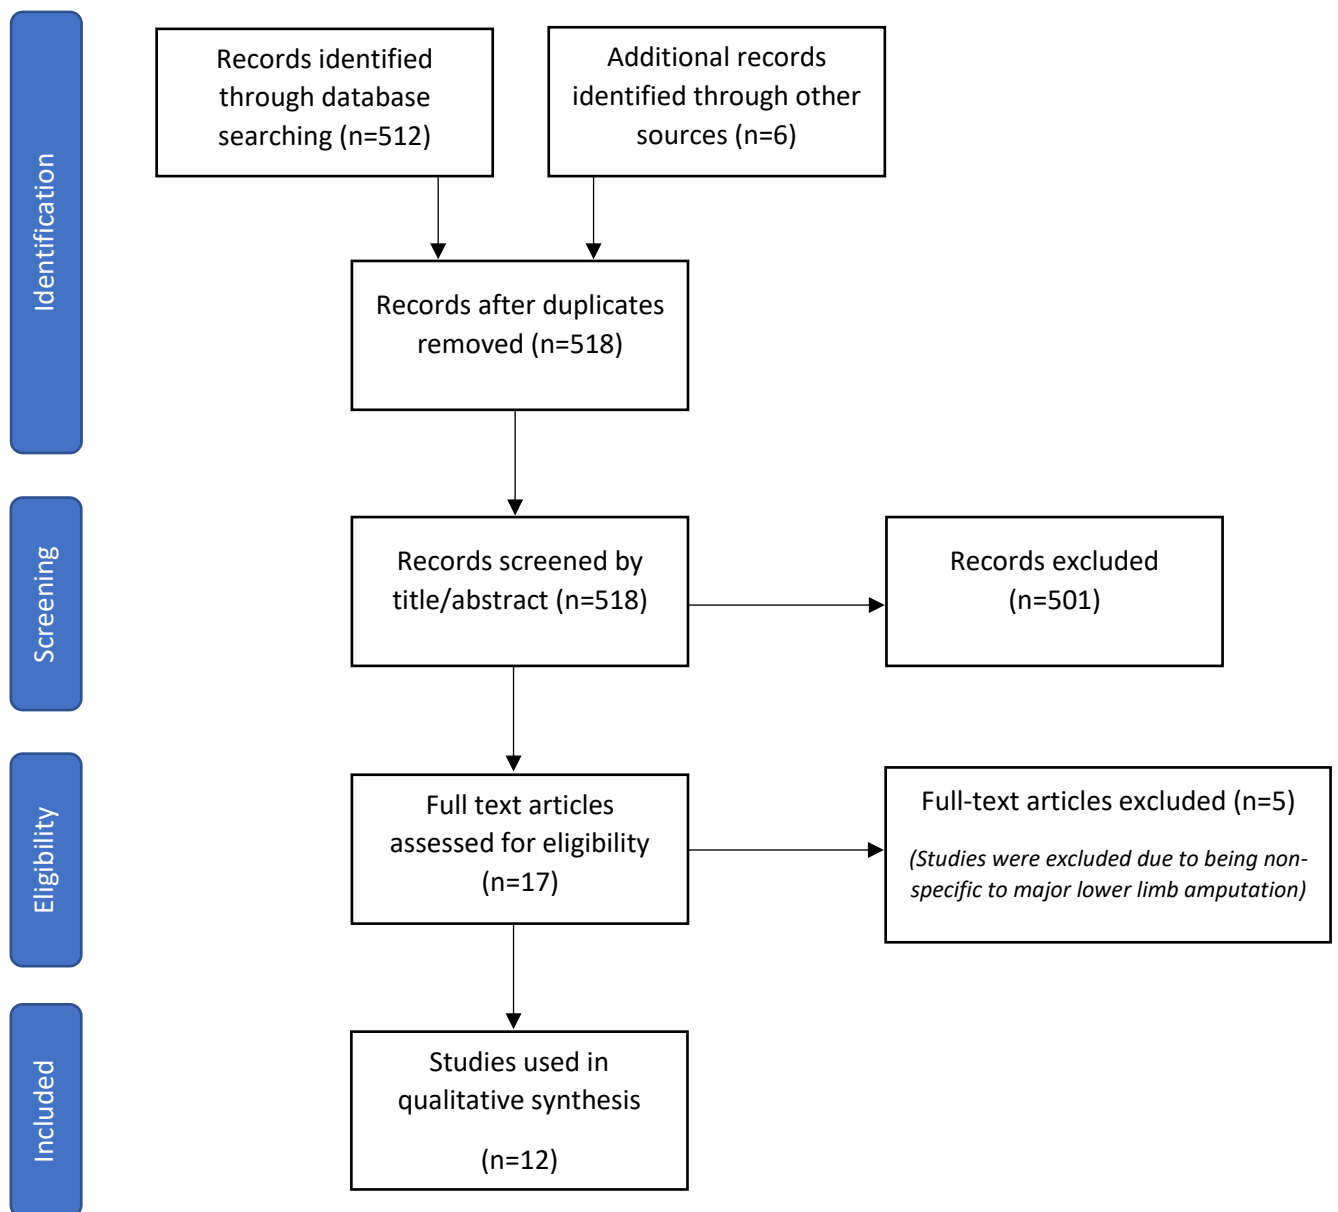 Identification
Records identified
through database
searching (n=512)
Additional records
identified through other
sources (n=6)
Records after duplicates
removed (n=518)
Screening
Records screened by
title/abstract (n=518)
Records excluded
(n=501)
Eligibility
Full text articles
assessed for eligibility
(n=17)
Full-text articles excluded (n=5)
(Studies were excluded due to being non-
specific to major lower limb amputation)
Included
Studies used in
qualitative synthesis
(n=12)